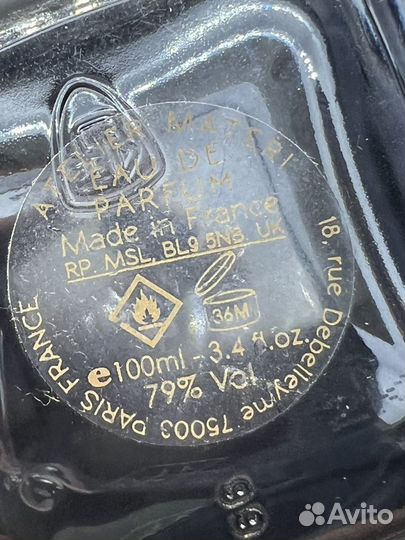 ATELIER MATERI
EAU DE
PARFUM
Made in France
RP MSL, BL9 5NB UK
36M
e100ml - 3.4 fl.oz.
79% Vol
18, rue Debelleyme 75003 PARIS FRANCE
Avito